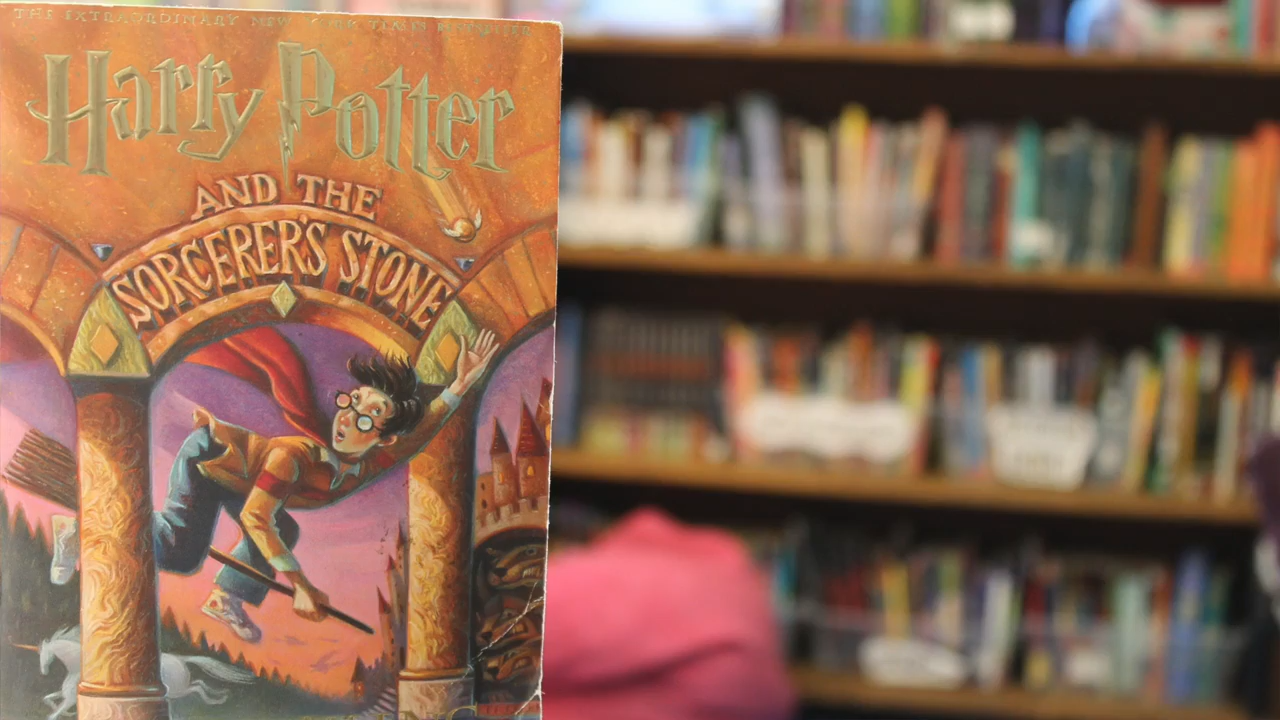 THE EXTRAORDINARY NEW YORK TIMES BESTSELLER
Harry Potter
AND THE
SORCERER'S STONE